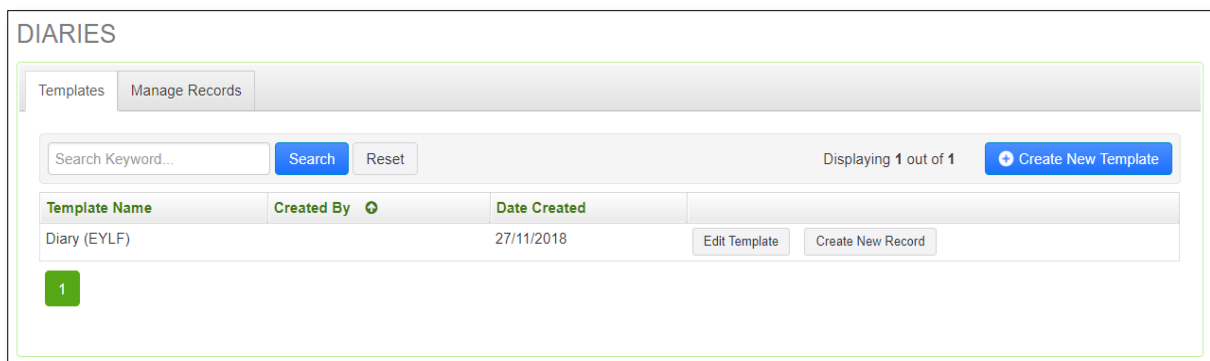 DIARIES
Templates Manage Records
Search Keyword... Search Reset Displaying 1 out of 1 Create New Template
Template Name Created By Date Created
Diary (EYLF) 27/11/2018 Edit Template Create New Record
1